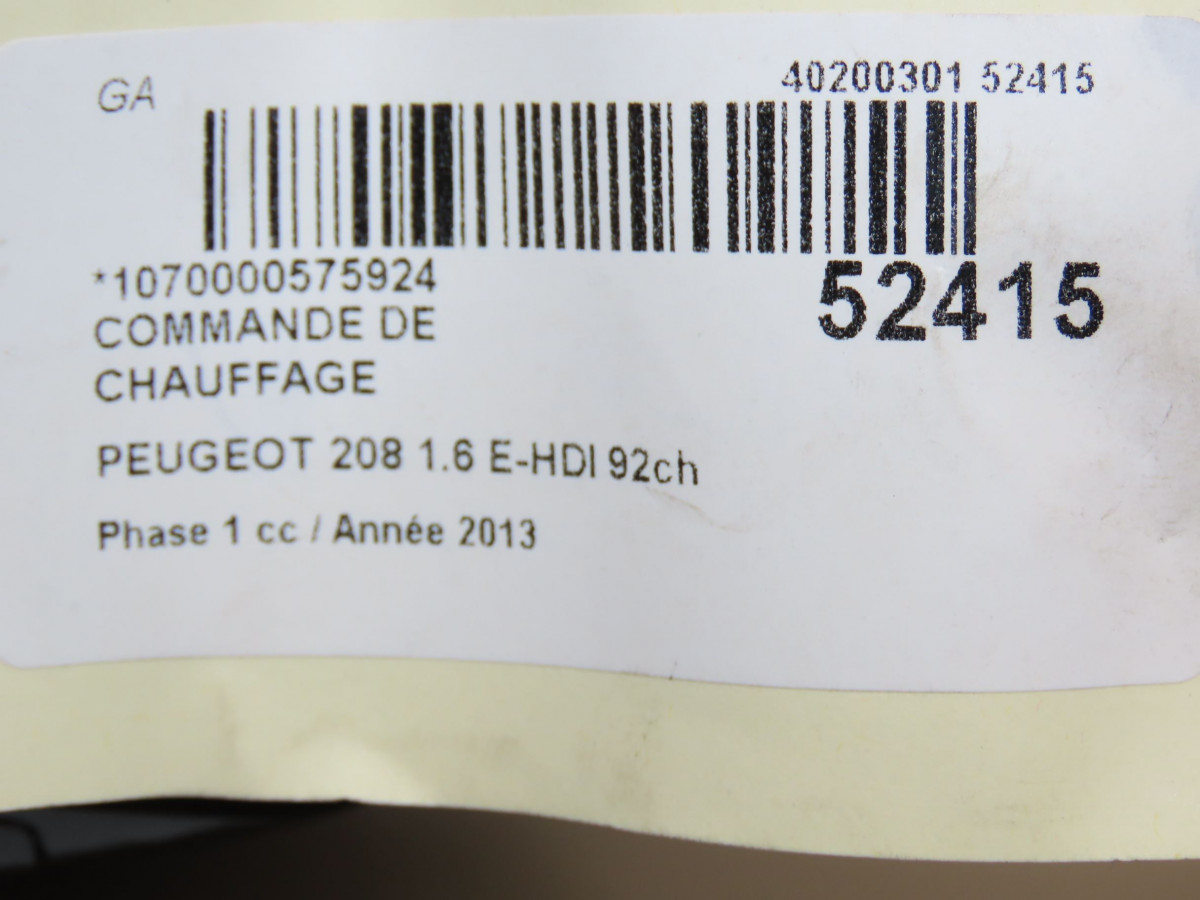 GA
40200301 52415
*1070000575924
52415
COMMANDE DE
CHAUFFAGE
PEUGEOT 208 1.6 E-HDI 92ch
Phase 1 cc / Année 2013